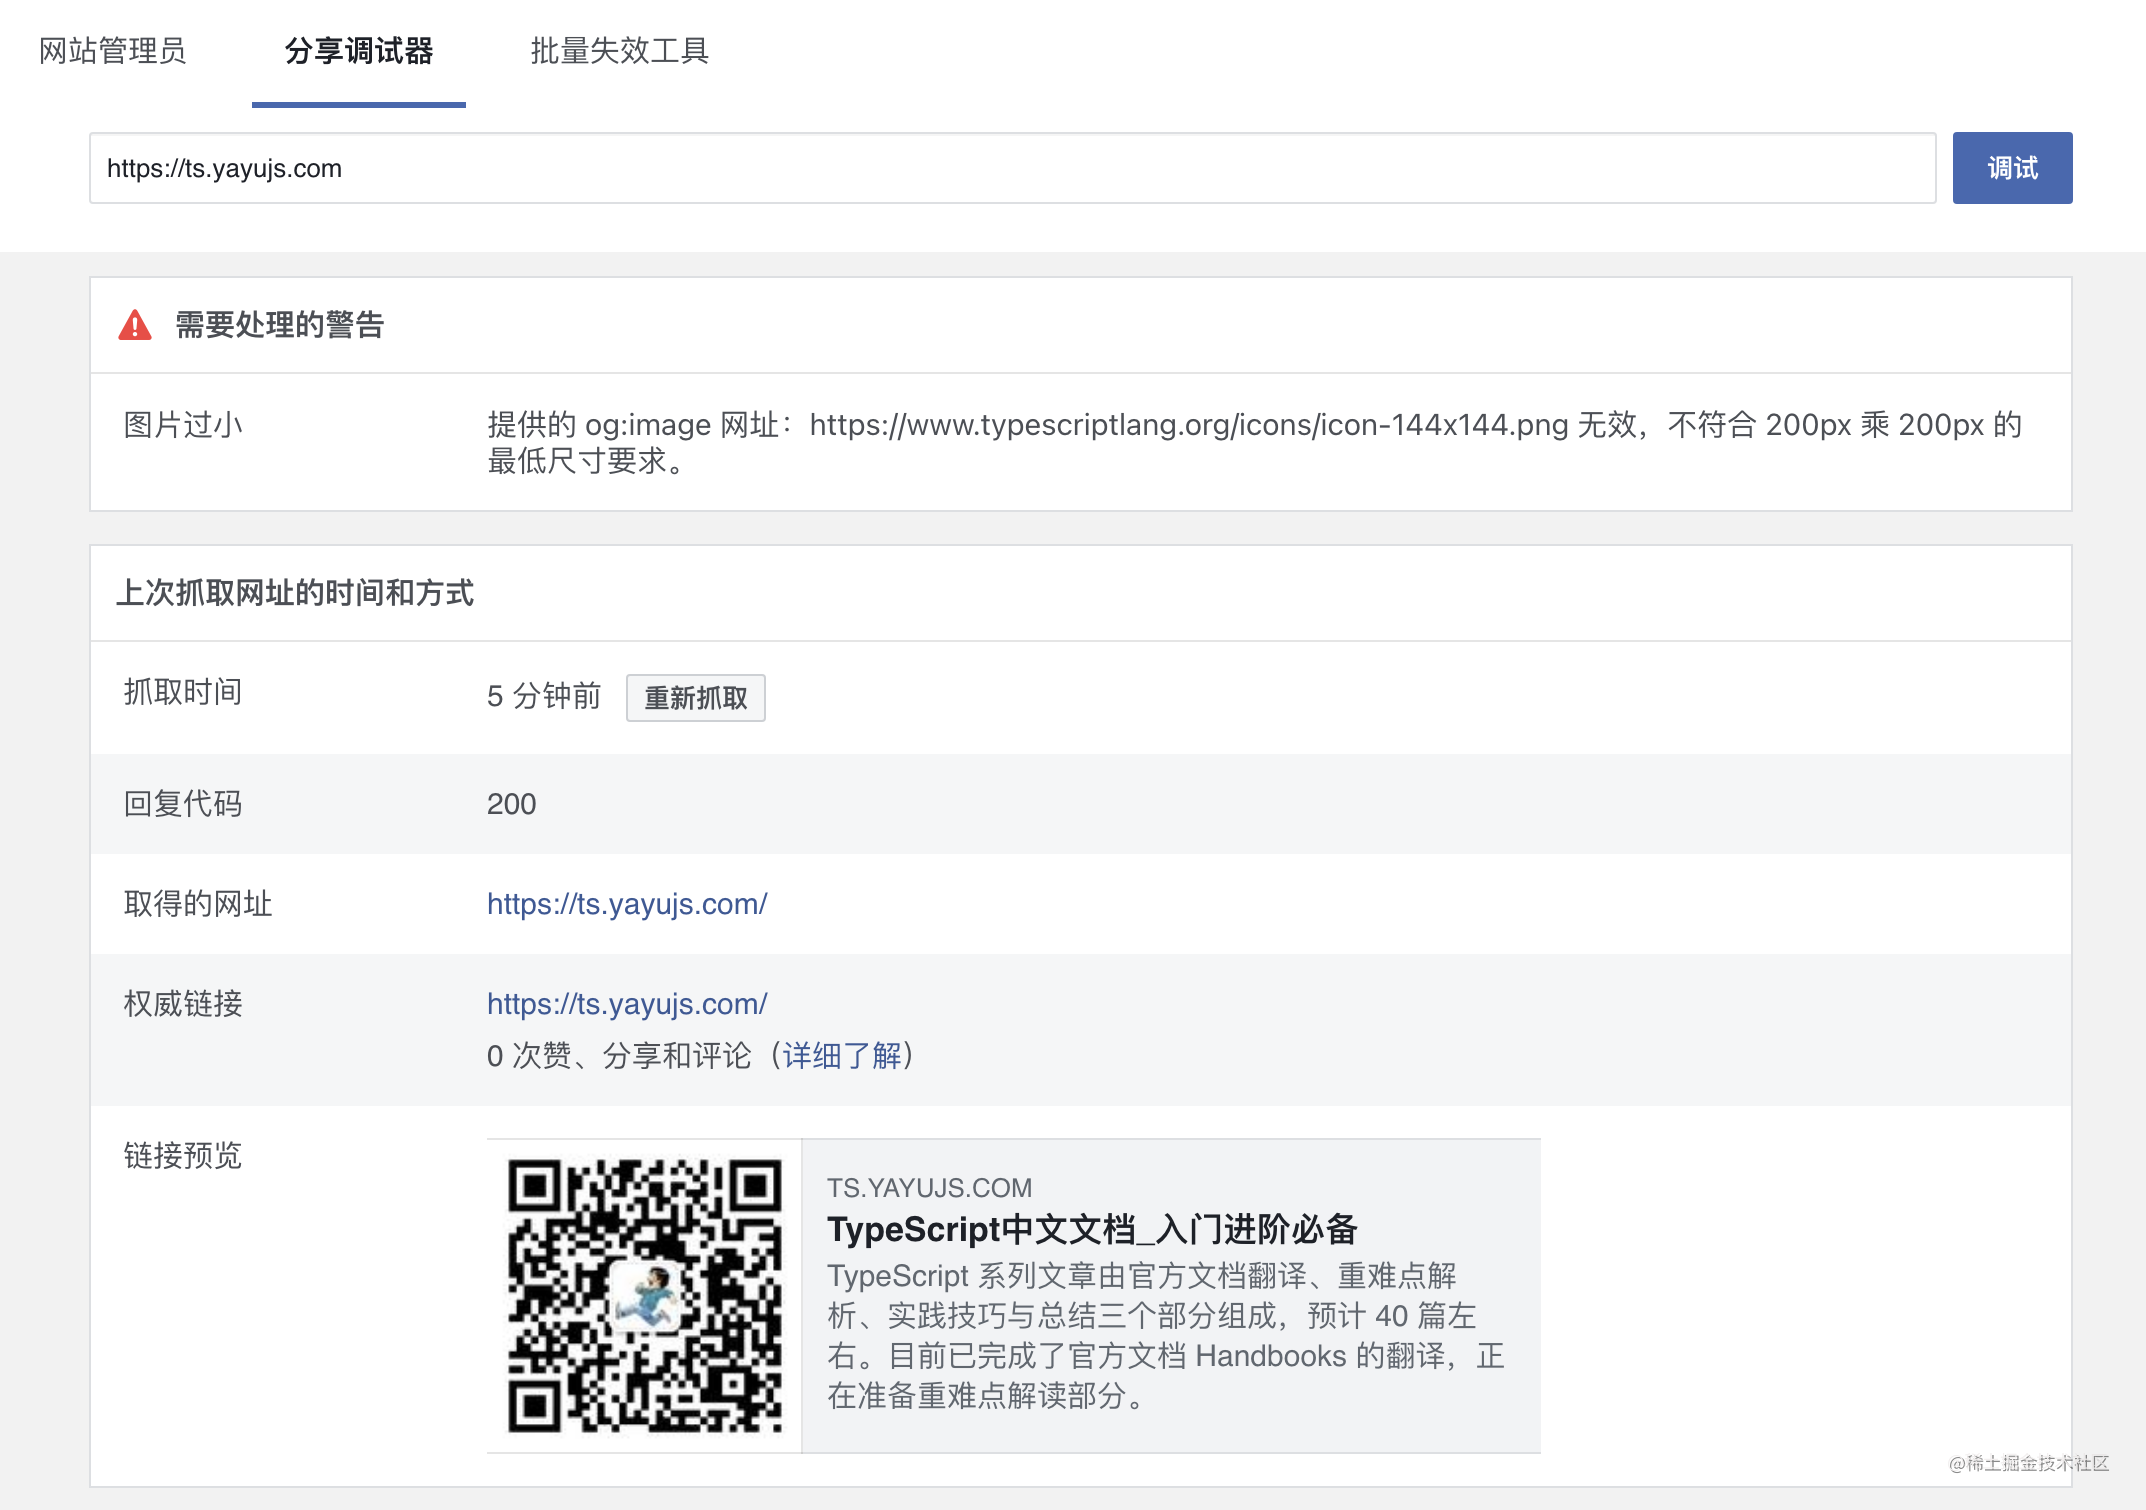 网站管理员 分享调试器 批量失效工具
https://ts.yayujs.com 调试
需要处理的警告
图片过小 提供的 og:image 网址：https://www.typescriptlang.org/icons/icon-144x144.png 无效，不符合 200px 乘 200px 的
最低尺寸要求。
上次抓取网址的时间和方式
抓取时间 5 分钟前 重新抓取
回复代码 200
取得的网址 https://ts.yayujs.com/
权威链接 https://ts.yayujs.com/
0 次赞、分享和评论（详细了解）
链接预览
TS.YAYUJS.COM
TypeScript中文文档_入门进阶必备
TypeScript 系列文章由官方文档翻译、重难点解
析、实践技巧与总结三个部分组成，预计 40 篇左
右。目前已完成了官方文档 Handbooks 的翻译，正
在准备重难点解读部分。
@稀土掘金技术社区